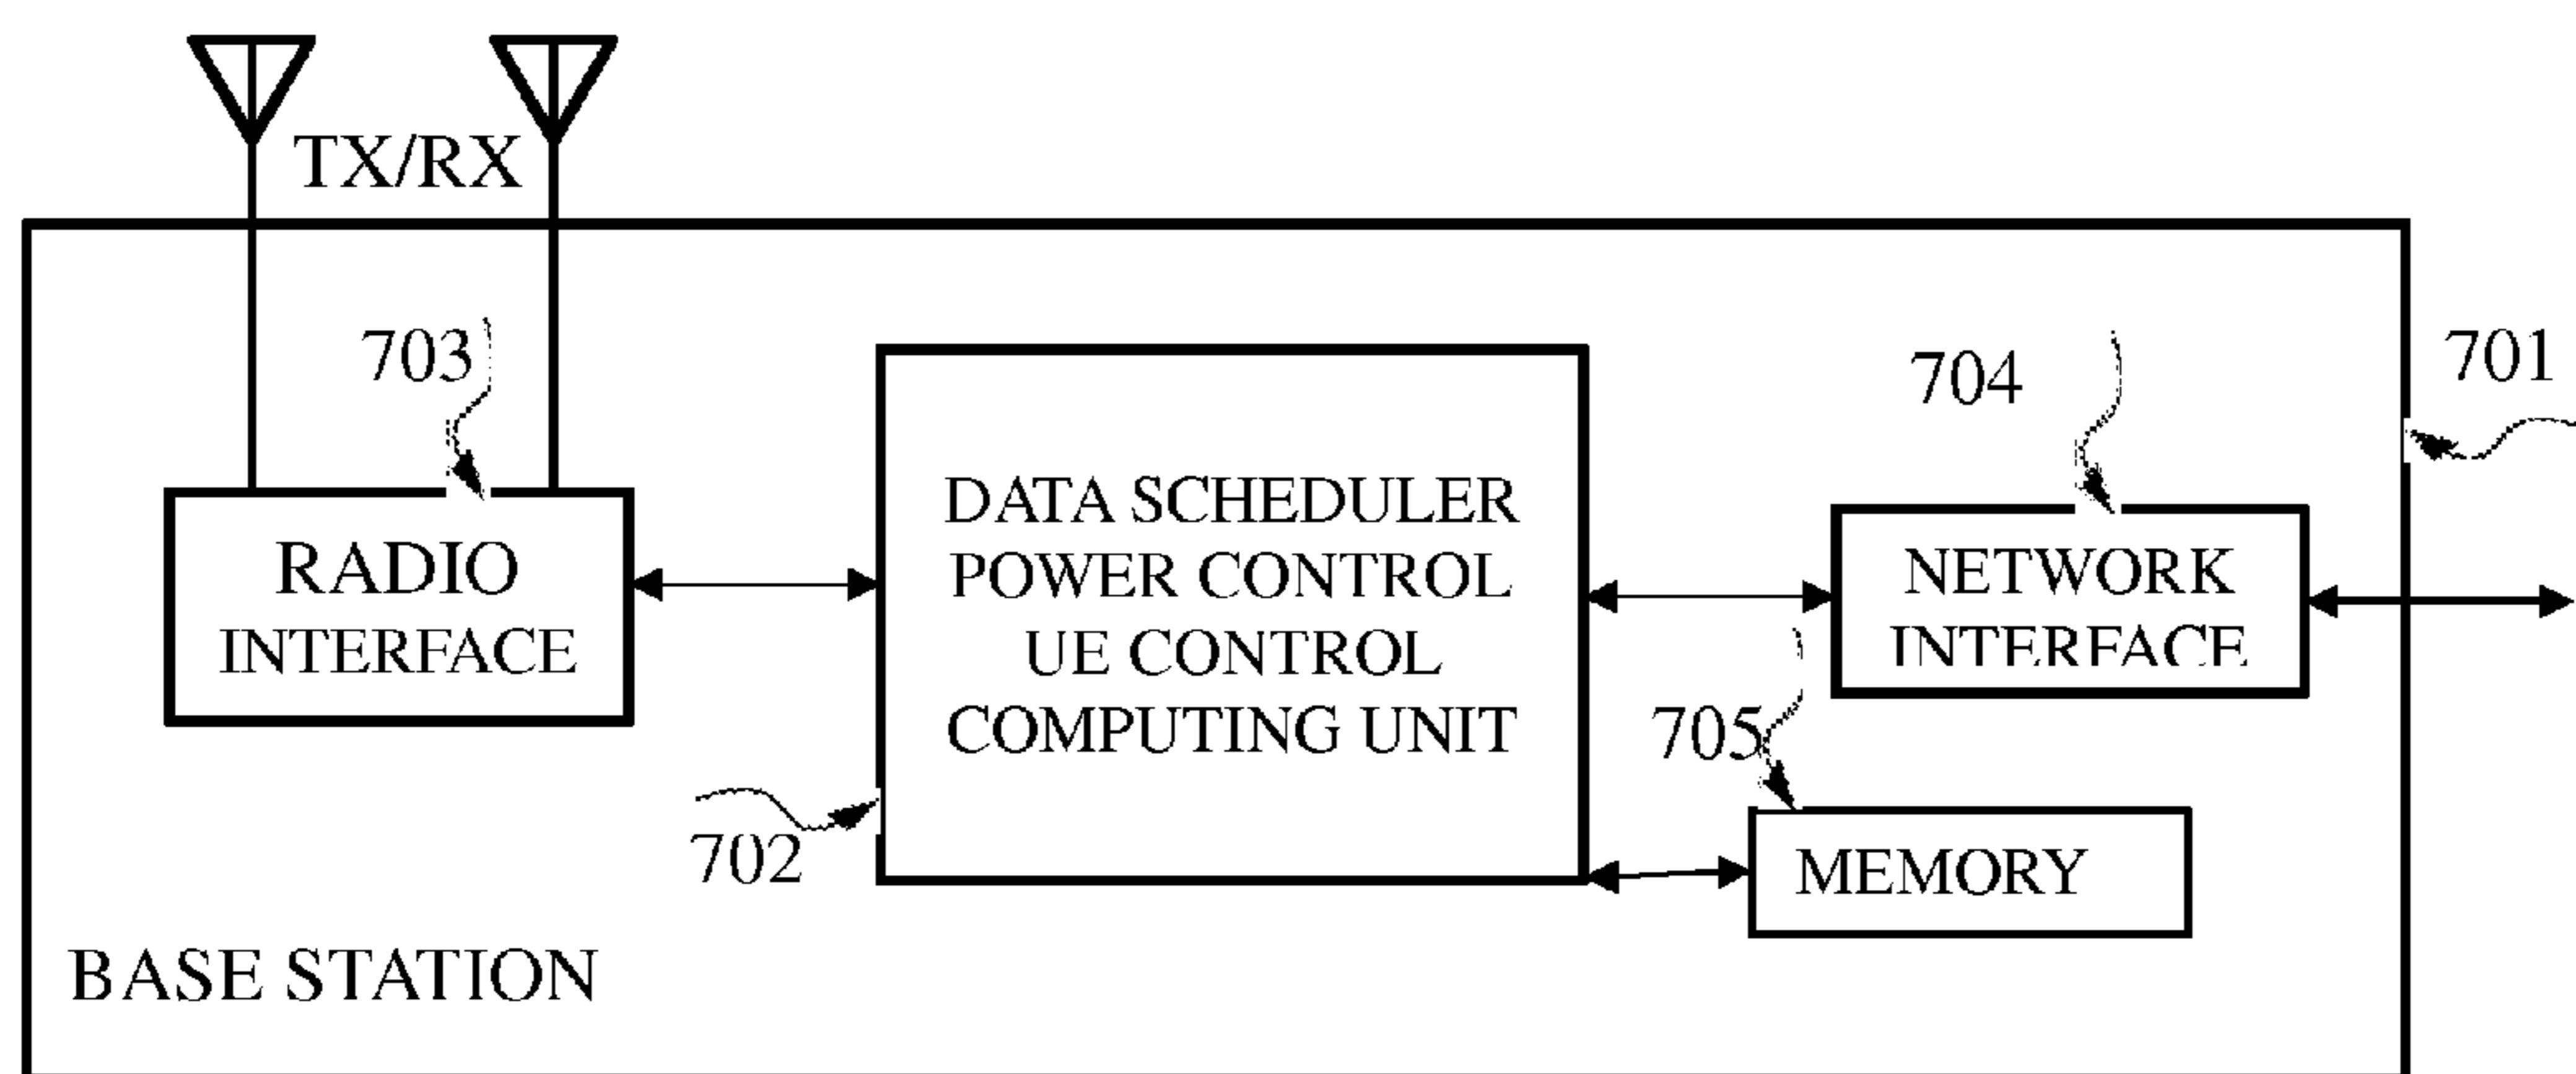 TX/RX
703
704
701
RADIO
INTERFACE
DATA SCHEDULER
POWER CONTROL
UE CONTROL
COMPUTING UNIT
NETWORK
INTERFACE
705
702
MEMORY
BASE STATION